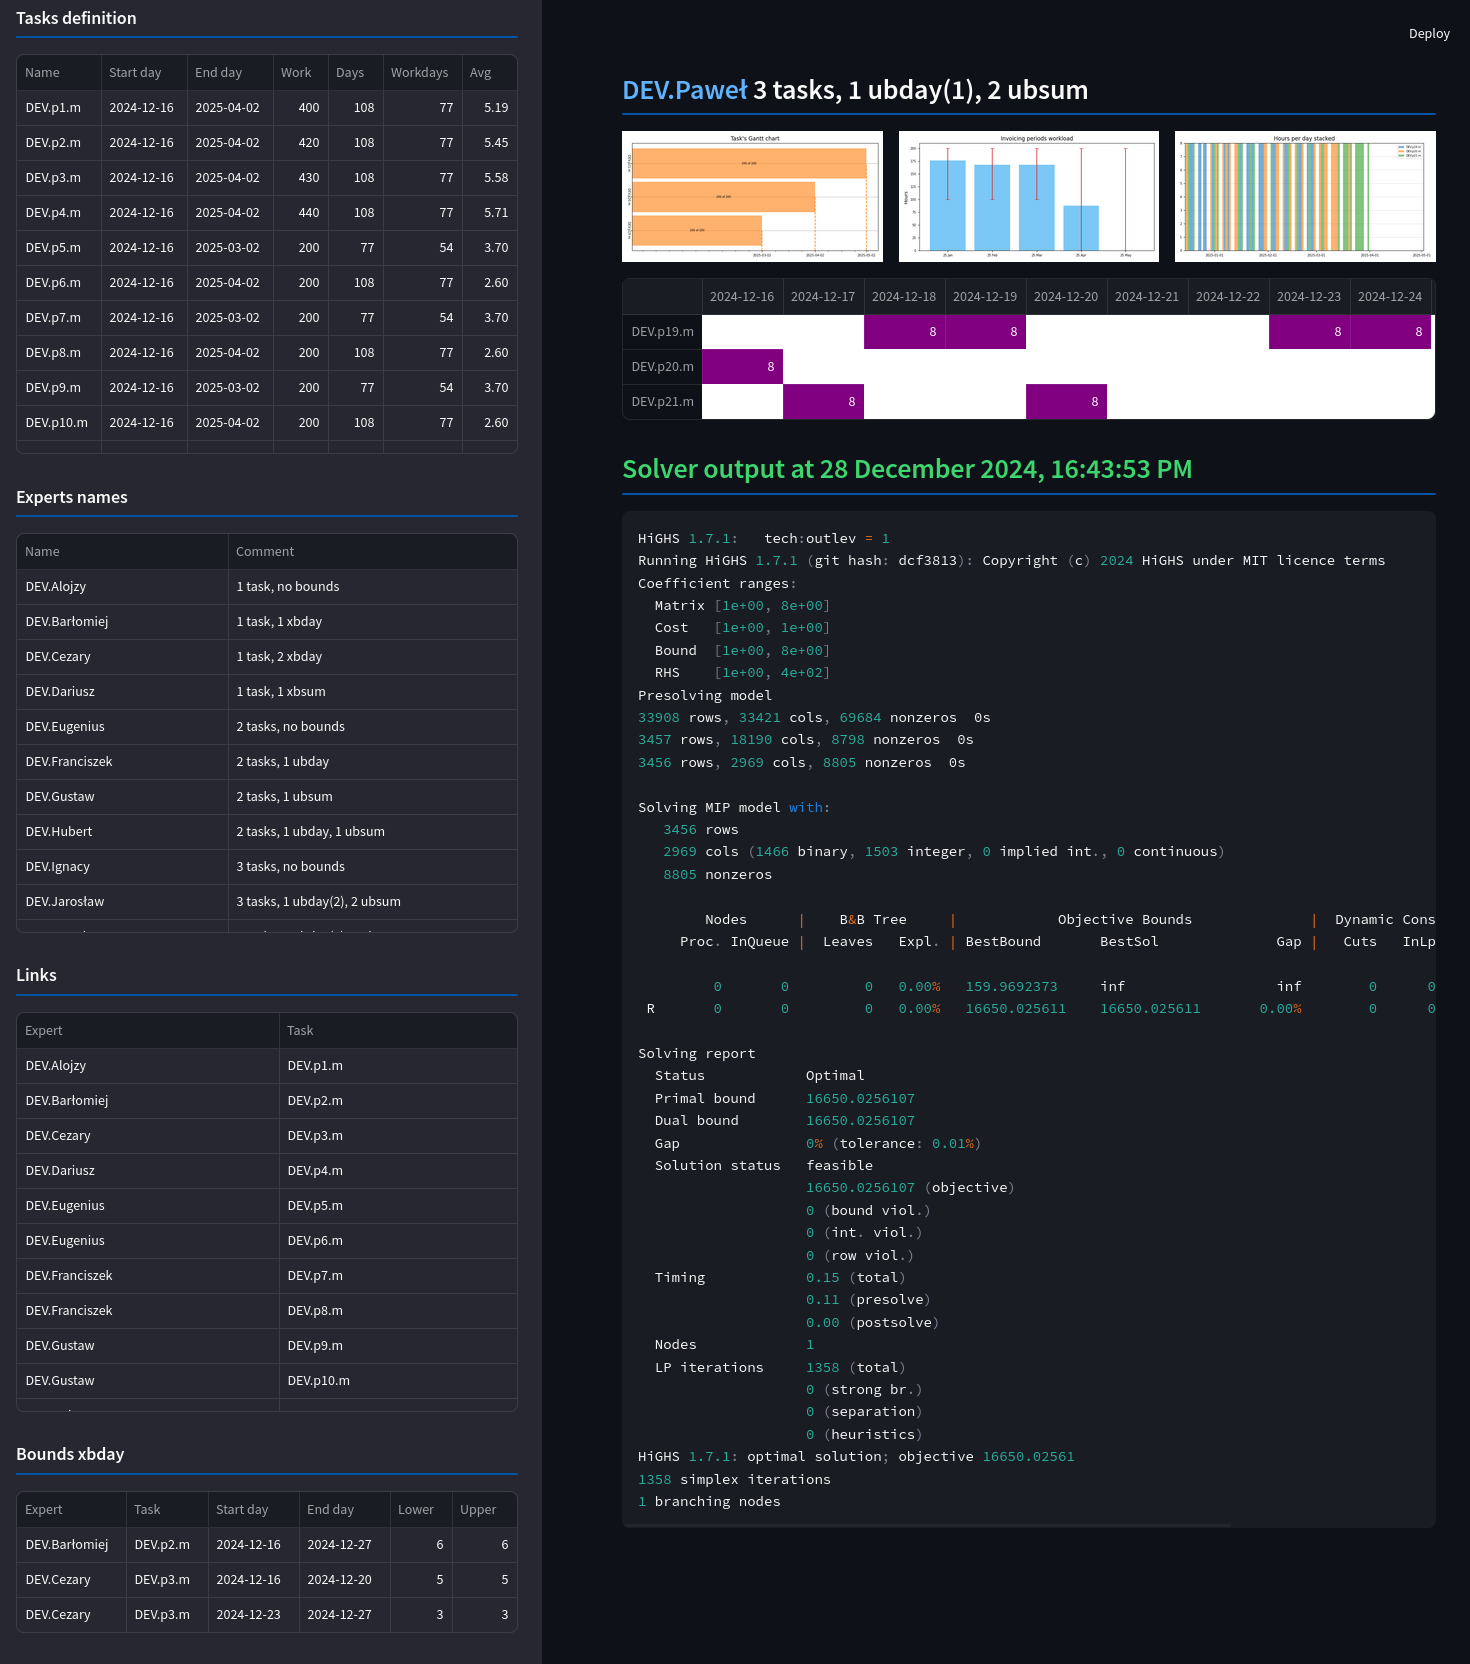 Tasks definition
Name Start day End day Work Days Workdays Avg
DEV.p1.m 2024-12-16 2025-04-02 400 108 77 5.19
DEV.p2.m 2024-12-16 2025-04-02 420 108 77 5.45
DEV.p3.m 2024-12-16 2025-04-02 430 108 77 5.58
DEV.p4.m 2024-12-16 2025-04-02 440 108 77 5.71
DEV.p5.m 2024-12-16 2025-03-02 200 77 54 3.70
DEV.p6.m 2024-12-16 2025-04-02 200 108 77 2.60
DEV.p7.m 2024-12-16 2025-03-02 200 77 54 3.70
DEV.p8.m 2024-12-16 2025-04-02 200 108 77 2.60
DEV.p9.m 2024-12-16 2025-03-02 200 77 54 3.70
DEV.p10.m 2024-12-16 2025-04-02 200 108 77 2.60
Experts names
Name Comment
DEV.Alojzy 1 task, no bounds
DEV.Barłomiej 1 task, 1 xbday
DEV.Cezary 1 task, 2 xbday
DEV.Dariusz 1 task, 1 xbsum
DEV.Eugenius 2 tasks, no bounds
DEV.Franciszek 2 tasks, 1 ubday
DEV.Gustaw 2 tasks, 1 ubsum
DEV.Hubert 2 tasks, 1 ubday, 1 ubsum
DEV.Ignacy 3 tasks, no bounds
DEV.Jarosław 3 tasks, 1 ubday(2), 2 ubsum
Links
Expert Task
DEV.Alojzy DEV.p1.m
DEV.Barłomiej DEV.p2.m
DEV.Cezary DEV.p3.m
DEV.Dariusz DEV.p4.m
DEV.Eugenius DEV.p5.m
DEV.Eugenius DEV.p6.m
DEV.Franciszek DEV.p7.m
DEV.Franciszek DEV.p8.m
DEV.Gustaw DEV.p9.m
DEV.Gustaw DEV.p10.m
Bounds xbday
Expert Task Start day End day Lower Upper
DEV.Barłomiej DEV.p2.m 2024-12-16 2024-12-27 6 6
DEV.Cezary DEV.p3.m 2024-12-16 2024-12-20 5 5
DEV.Cezary DEV.p3.m 2024-12-23 2024-12-27 3 3
Deploy
DEV.Paweł 3 tasks, 1 ubday(1), 2 ubsum
Task's Gantt chart
Invoicing periods workload
Hours per day stacked
2024-12-16 2024-12-17 2024-12-18 2024-12-19 2024-12-20 2024-12-21 2024-12-22 2024-12-23 2024-12-24
DEV.p19.m 8 8 8 8
DEV.p20.m 8
DEV.p21.m 8 8
Solver output at 28 December 2024, 16:43:53 PM
HiGHS 1.7.1:   tech:outlev = 1
Running HiGHS 1.7.1 (git hash: dcf3813): Copyright (c) 2024 HiGHS under MIT licence terms
Coefficient ranges:
  Matrix [1e+00, 8e+00]
  Cost   [1e+00, 1e+00]
  Bound  [1e+00, 8e+00]
  RHS    [1e+00, 4e+02]
Presolving model
33908 rows, 33421 cols, 69684 nonzeros  0s
3457 rows, 18190 cols, 8798 nonzeros  0s
3456 rows, 2969 cols, 8805 nonzeros  0s
Solving MIP model with:
   3456 rows
   2969 cols (1466 binary, 1503 integer, 0 implied int., 0 continuous)
   8805 nonzeros
        Nodes      |    B&B Tree     |            Objective Bounds              |  Dynamic Cons
     Proc. InQueue |  Leaves   Expl. | BestBound       BestSol              Gap |   Cuts   InLp
         0       0         0   0.00%   159.9692373     inf                  inf        0      0
 R       0       0         0   0.00%   16650.025611    16650.025611       0.00%        0      0
Solving report
  Status            Optimal
  Primal bound      16650.0256107
  Dual bound        16650.0256107
  Gap               0% (tolerance: 0.01%)
  Solution status   feasible
                    16650.0256107 (objective)
                    0 (bound viol.)
                    0 (int. viol.)
                    0 (row viol.)
  Timing            0.15 (total)
                    0.11 (presolve)
                    0.00 (postsolve)
  Nodes             1
  LP iterations     1358 (total)
                    0 (strong br.)
                    0 (separation)
                    0 (heuristics)
HiGHS 1.7.1: optimal solution; objective 16650.02561
1358 simplex iterations
1 branching nodes